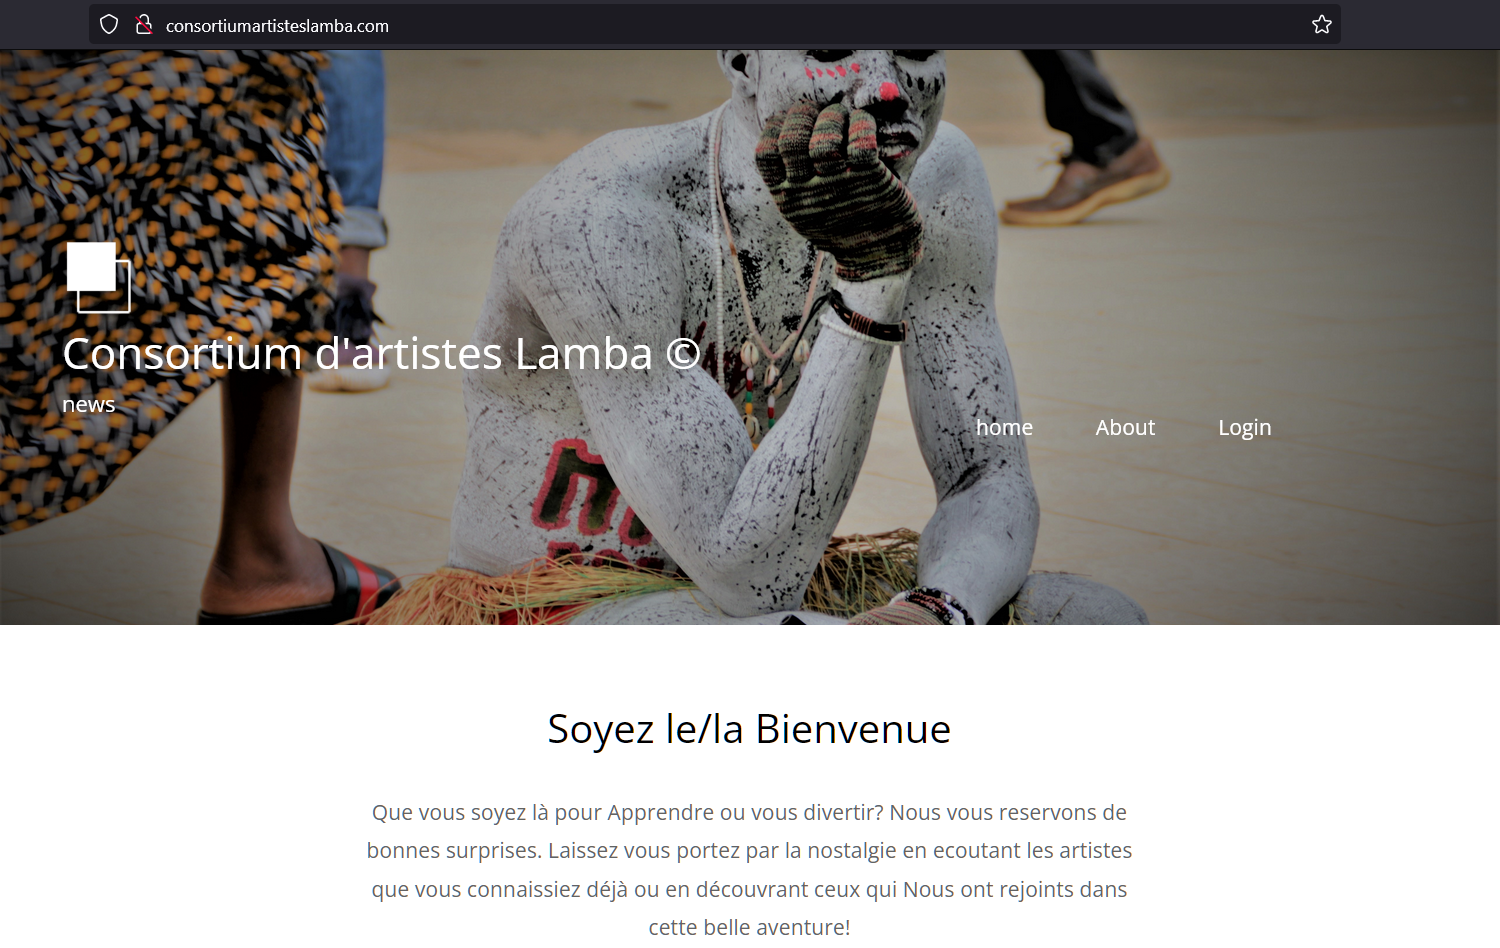 consortiumartisteslamba.com
Consortium d'artistes Lamba ©
news
home About Login
Soyez le/la Bienvenue
Que vous soyez là pour Apprendre ou vous divertir? Nous vous reservons de
bonnes surprises. Laissez vous portez par la nostalgie en ecoutant les artistes
que vous connaissiez déjà ou en découvrant ceux qui Nous ont rejoints dans
cette belle aventure!